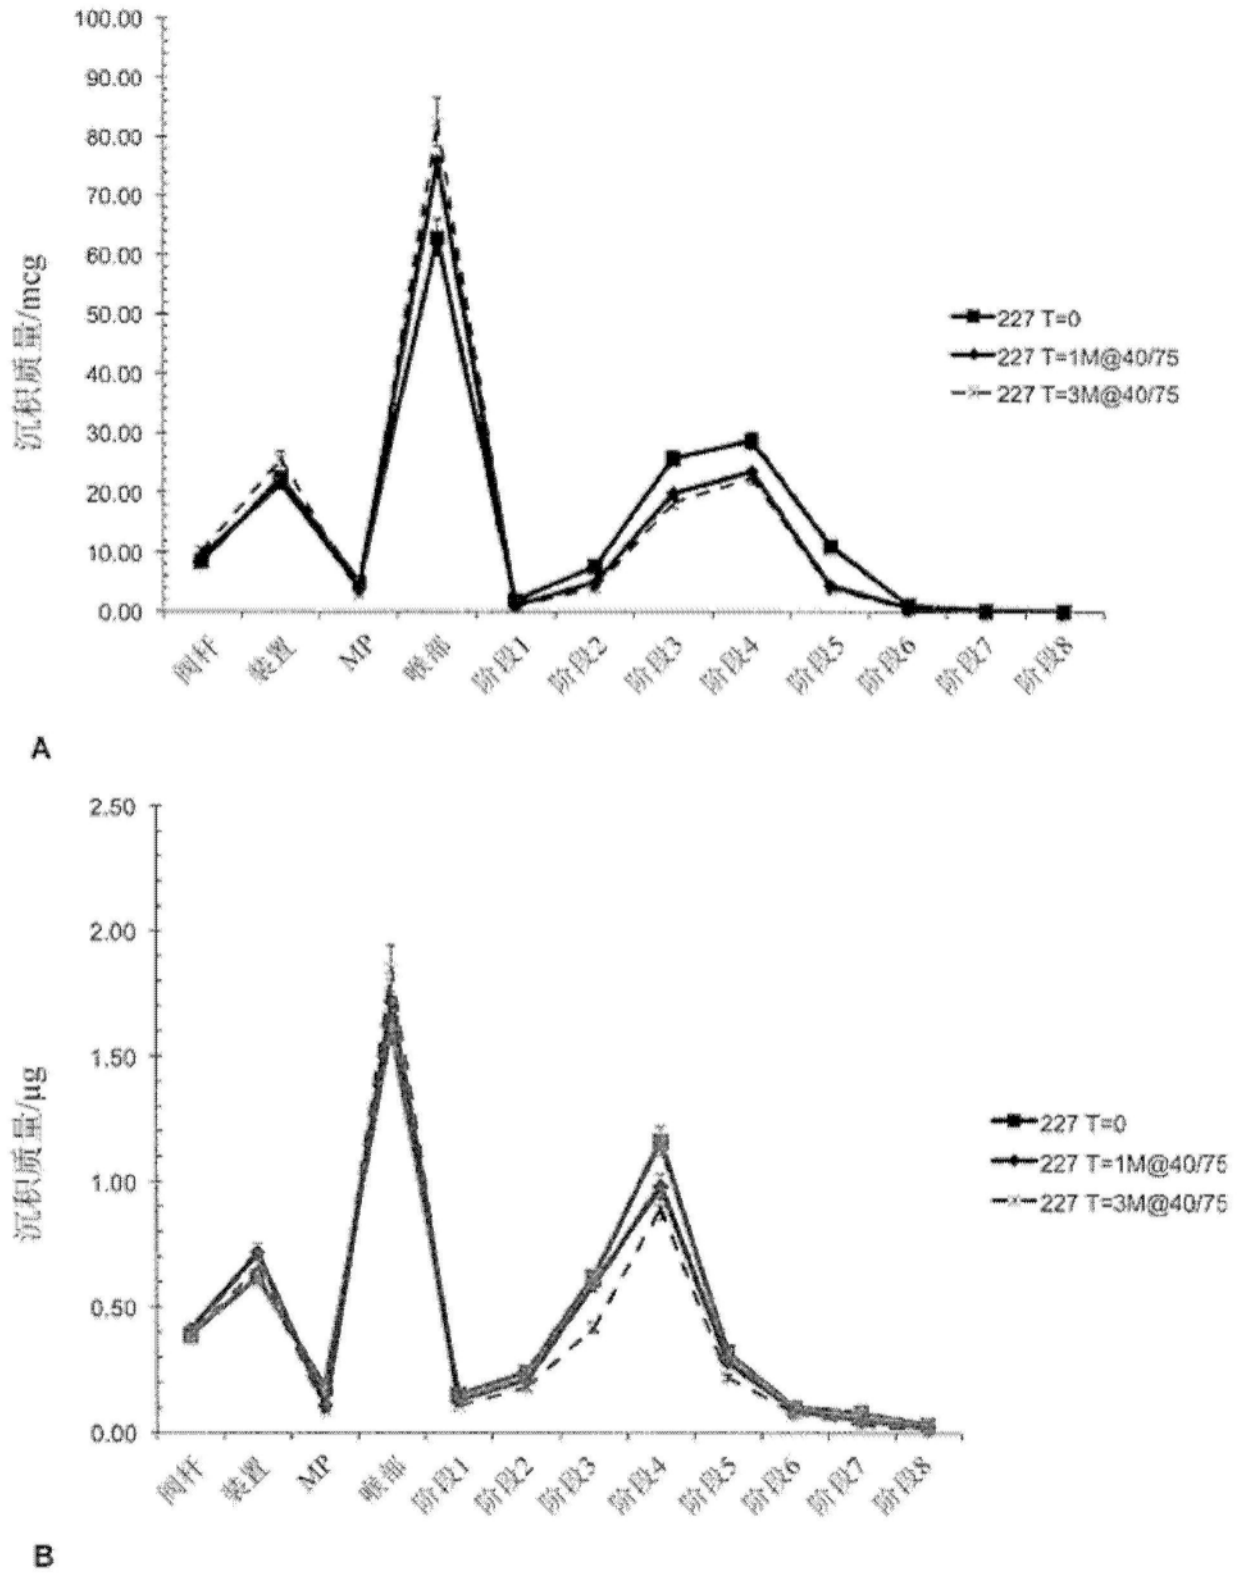 100.00
90.00
80.00
70.00
60.00
50.00
40.00
30.00
20.00
10.00
0.00
沉积质量/mcg
227 T=0
227 T=1M@40/75
227 T=3M@40/75
阀杆
装置
MP
喉部
阶段1
阶段2
阶段3
阶段4
阶段5
阶段6
阶段7
阶段8
A
2.50
2.00
1.50
1.00
0.50
0.00
沉积质量/μg
227 T=0
227 T=1M@40/75
227 T=3M@40/75
阀杆
装置
MP
喉部
阶段1
阶段2
阶段3
阶段4
阶段5
阶段6
阶段7
阶段8
B